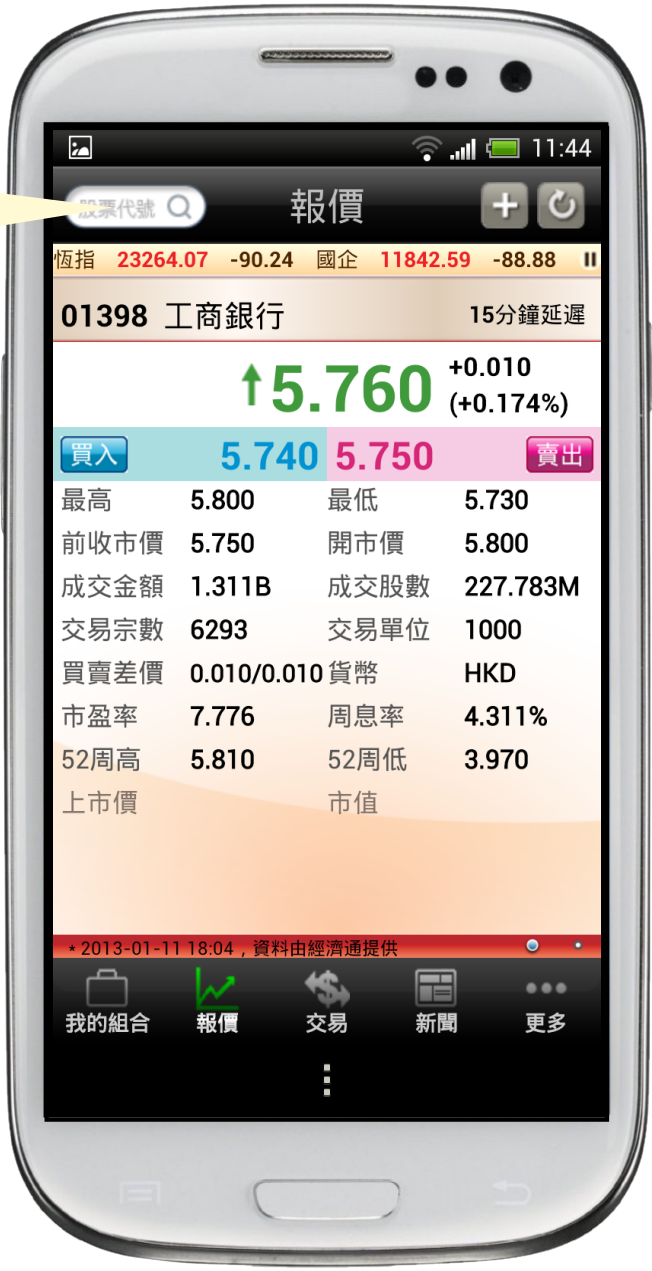 11:44
股票代號 報價
恆指 23264.07 -90.24 國企 11842.59 -88.88
01398 工商銀行 15分鐘延遲
5.760 +0.010
(+0.174%)
買入 5.740 5.750 賣出
最高 5.800 最低 5.730
前收市價 5.750 開市價 5.800
成交金額 1.311B 成交股數 227.783M
交易宗數 6293 交易單位 1000
買賣差價 0.010/0.010 貨幣 HKD
市盈率 7.776 周息率 4.311%
52周高 5.810 52周低 3.970
上市價 市值
* 2013-01-11 18:04 , 資料由經濟通提供
我的組合 報價 交易 新聞 更多